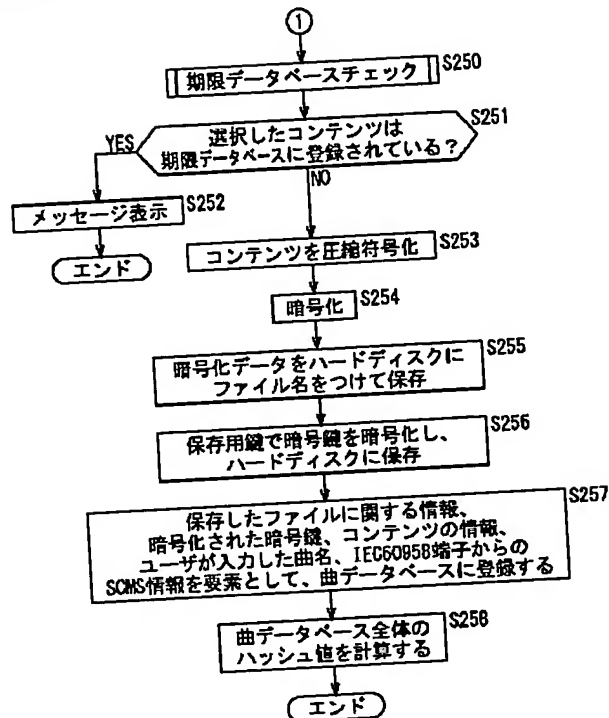 1
期限データベースチェック
S250
選択したコンテンツは
期限データベースに登録されている？
S251
YES
NO
メッセージ表示
S252
エンド
コンテンツを圧縮符号化
S253
暗号化
S254
暗号化データをハードディスクに
ファイル名をつけて保存
S255
保存用鍵で暗号鍵を暗号化し、
ハードディスクに保存
S256
保存したファイルに関する情報、
暗号化された暗号鍵、コンテンツの情報、
ユーザが入力した曲名、IEC60958端子からの
SCMS情報を要素として、曲データベースに登録する
S257
曲データベース全体の
ハッシュ値を計算する
S258
エンド